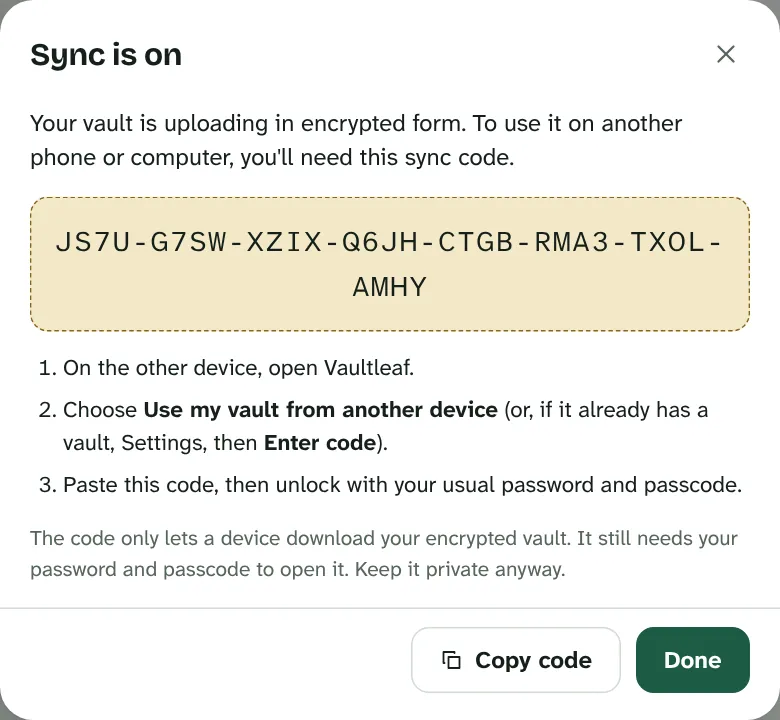 Sync is on
Your vault is uploading in encrypted form. To use it on another
phone or computer, you'll need this sync code.
JS7U-G7SW-XZIX-Q6JH-CTGB-RMA3-TXOL-
AMHY
1. On the other device, open Vaultleaf.
2. Choose Use my vault from another device (or, if it already has a
vault, Settings, then Enter code).
3. Paste this code, then unlock with your usual password and passcode.
The code only lets a device download your encrypted vault. It still needs your
password and passcode to open it. Keep it private anyway.
Copy code
Done